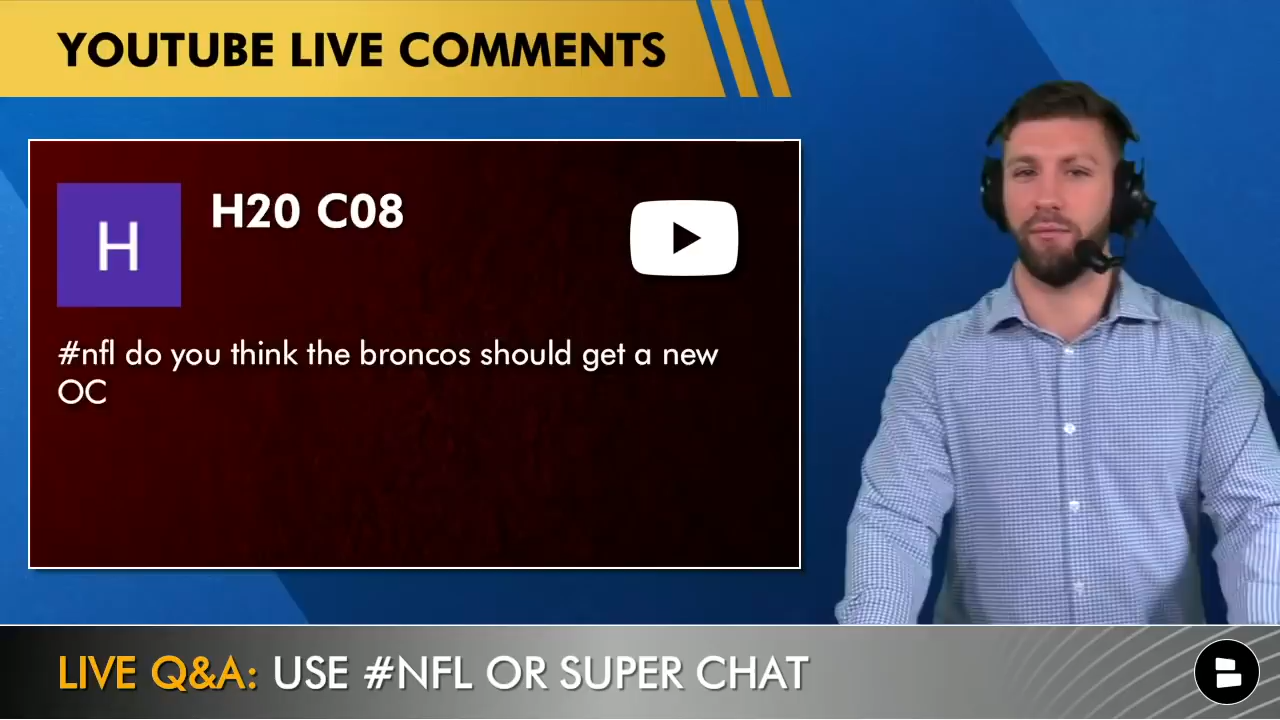 YOUTUBE LIVE COMMENTS
H
H20 C08
#nfl do you think the broncos should get a new
OC
LIVE Q&A: USE #NFL OR SUPER CHAT